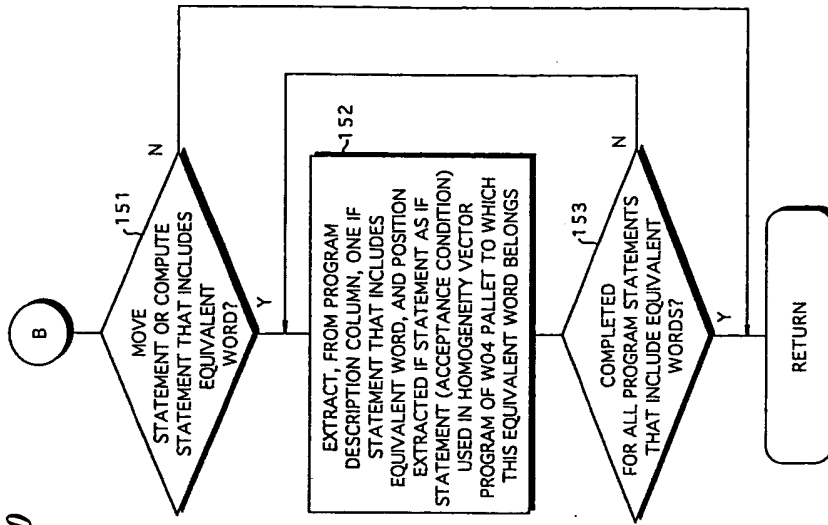 B
151
MOVE
STATEMENT OR COMPUTE
STATEMENT THAT INCLUDES
EQUIVALENT
WORD?
N
Y
152
EXTRACT, FROM PROGRAM
DESCRIPTION COLUMN, ONE IF
STATEMENT THAT INCLUDES
EQUIVALENT WORD, AND POSITION
EXTRACTED IF STATEMENT AS IF
STATEMENT (ACCEPTANCE CONDITION)
USED IN HOMOGENEITY VECTOR
PROGRAM OF W04 PALLET TO WHICH
THIS EQUIVALENT WORD BELONGS
153
COMPLETED
FOR ALL PROGRAM STATEMENTS
THAT INCLUDE EQUIVALENT
WORDS?
N
Y
RETURN